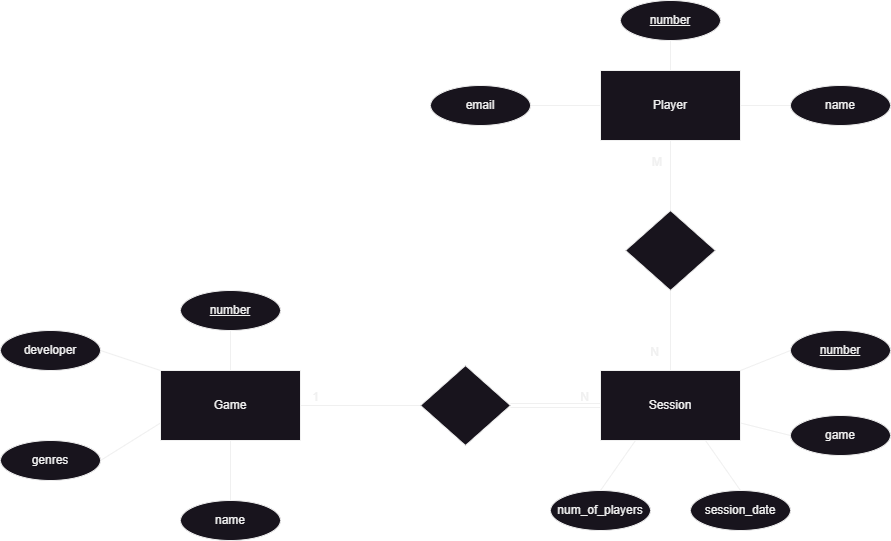 number
email
Player
name
M
number
developer
N
number
1
Game
N
Session
game
genres
num_of_players
session_date
name